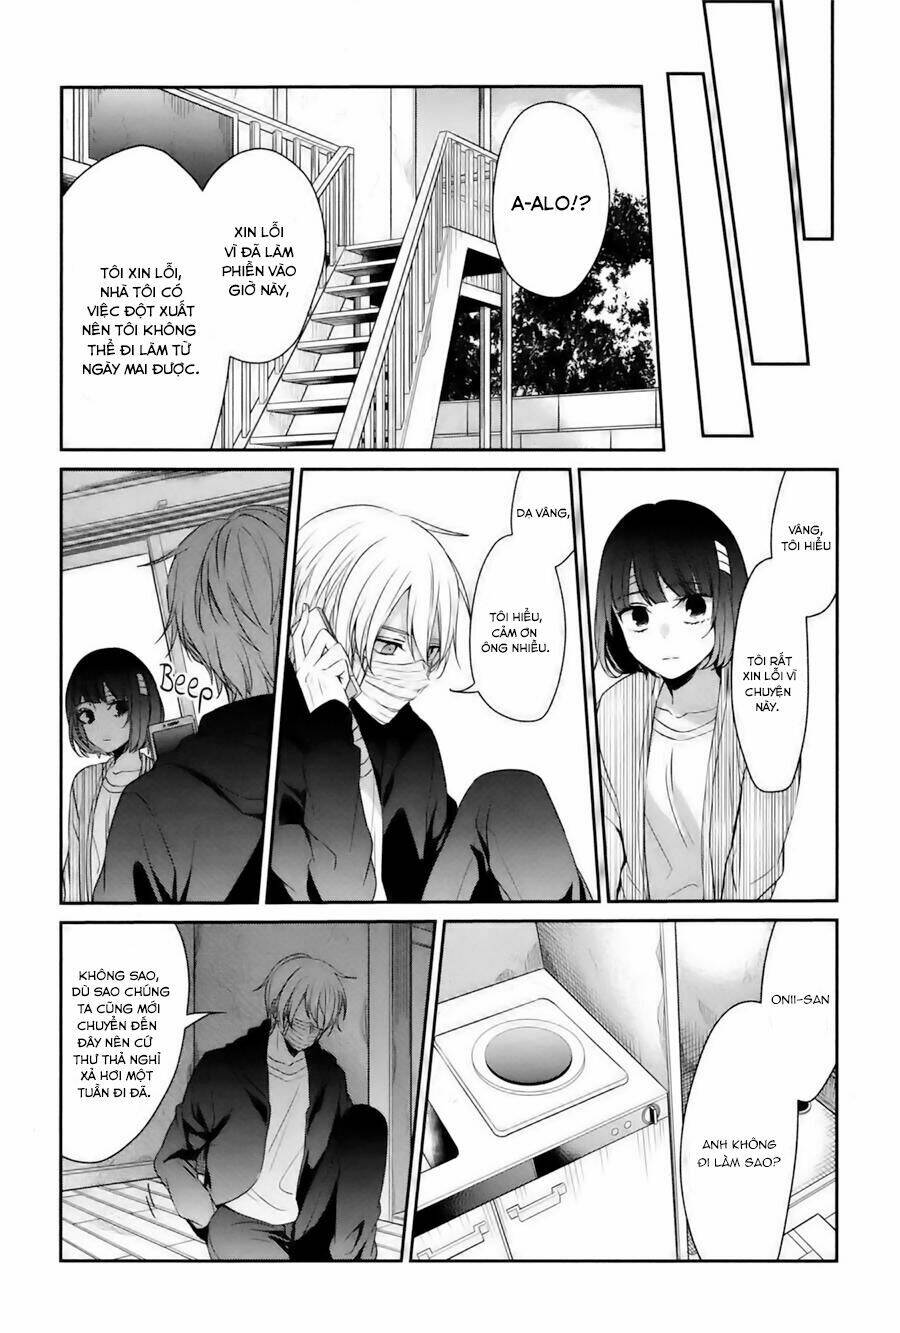 A-ALO!?
XIN LỖI
VÌ ĐÃ LÀM
PHIỀN VÀO
GIỜ NÀY,
TÔI XIN LỖI,
NHÀ TÔI CÓ
VIỆC ĐỘT XUẤT
NÊN TÔI KHÔNG
THỂ ĐI LÀM TỪ
NGÀY MAI ĐƯỢC.
VÂNG,
TÔI HIỂU
TÔI RẤT
XIN LỖI VÌ
CHUYỆN
NÀY.
DẠ VÂNG,
TÔI HIỂU,
CẢM ƠN
ÔNG NHIỀU.
BEEP
ONII-SAN
ANH KHÔNG
ĐI LÀM SAO?
KHÔNG SAO,
DÙ SAO CHÚNG
TA CŨNG MỚI
CHUYỂN ĐẾN
ĐÂY NÊN CỨ
THƯ THẢ NGHỈ
XẢ HƠI MỘT
TUẦN ĐI ĐÃ.